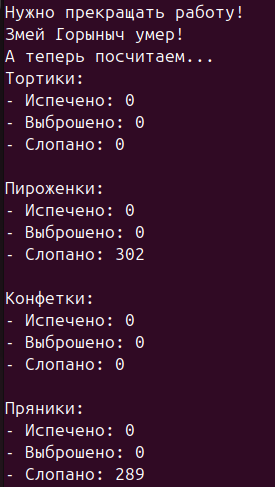 Нужно прекращать работу!
Змей Горыныч умер!
А теперь посчитаем...
Тортики:
- Испечено: 0
- Выброшено: 0
- Слопано: 0
Пироженки:
- Испечено: 0
- Выброшено: 0
- Слопано: 302
Конфетки:
- Испечено: 0
- Выброшено: 0
- Слопано: 0
Пряники:
- Испечено: 0
- Выброшено: 0
- Слопано: 289